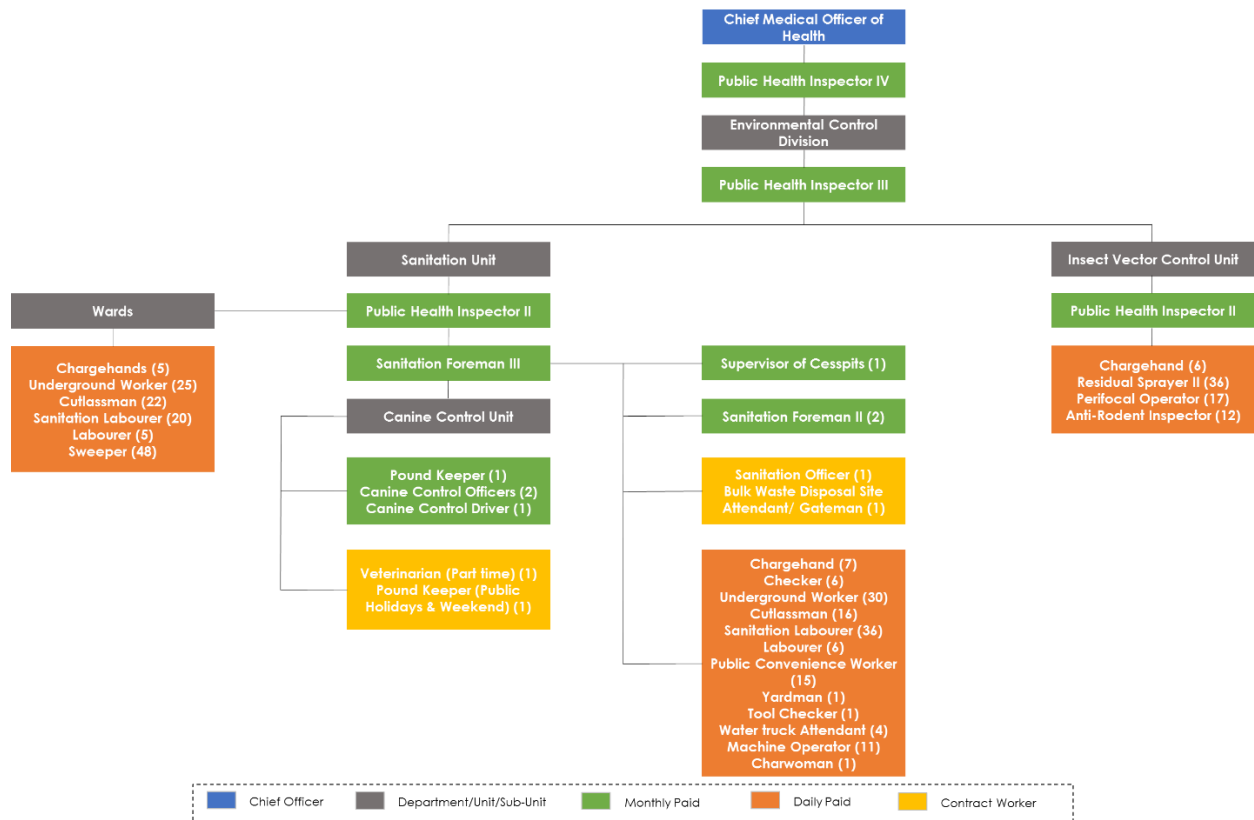 Chief Medical Officer of
Health
Public Health Inspector IV
Environmental Control
Division
Public Health Inspector III
Sanitation Unit
Insect Vector Control Unit
Wards
Public Health Inspector II
Public Health Inspector II
Chargehands (5)
Underground Worker (25)
Cutlassman (22)
Sanitation Labourer (20)
Labourer (5)
Sweeper (48)
Sanitation Foreman III
Supervisor of Cesspits (1)
Chargehand (6)
Residual Sprayer II (36)
Perifocal Operator (17)
Anti-Rodent Inspector (12)
Canine Control Unit
Sanitation Foreman II (2)
Pound Keeper (1)
Canine Control Officers (2)
Canine Control Driver (1)
Sanitation Officer (1)
Bulk Waste Disposal Site
Attendant/ Gateman (1)
Veterinarian (Part time) (1)
Pound Keeper (Public
Holidays & Weekend) (1)
Chargehand (7)
Checker (6)
Underground Worker (30)
Cutlassman (16)
Sanitation Labourer (36)
Labourer (6)
Public Convenience Worker
(15)
Yardman (1)
Tool Checker (1)
Water truck Attendant (4)
Machine Operator (11)
Charwoman (1)
Chief Officer
Department/Unit/Sub-Unit
Monthly Paid
Daily Paid
Contract Worker